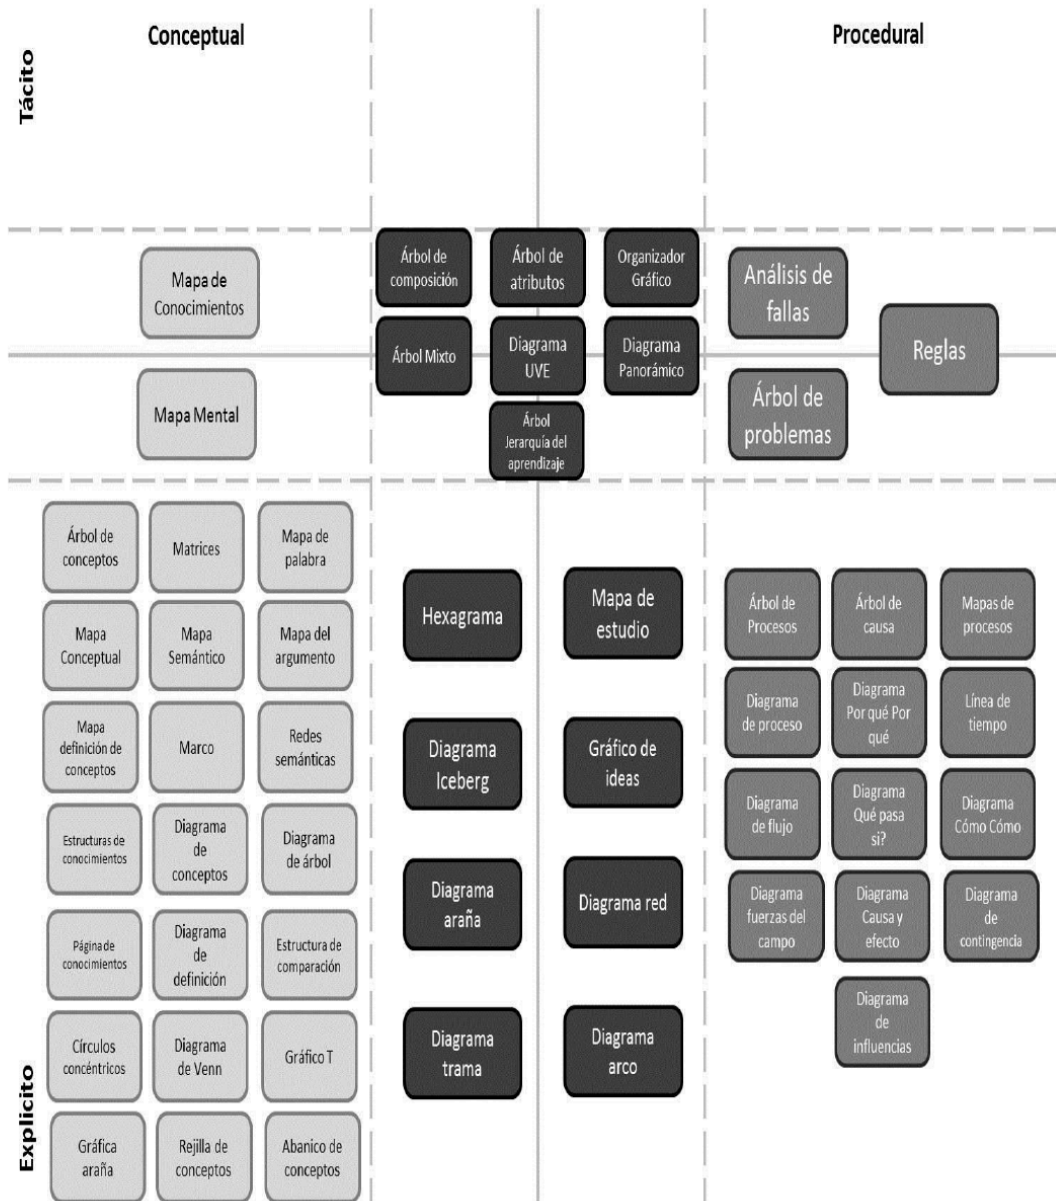 Conceptual
Procedural
Tácito
Mapa de
Conocimientos
Árbol de
composición
Árbol de
atributos
Organizador
Gráfico
Análisis de
fallas
Reglas
Árbol Mixto
Diagrama
UVE
Diagrama
Panorámico
Mapa Mental
Árbol
Jerarquía del
aprendizaje
Árbol de
problemas
Explicito
Árbol de
conceptos
Matrices
Mapa de
palabra
Mapa
Conceptual
Mapa
Semántico
Mapa del
argumento
Mapa
definición de
conceptos
Marco
Redes
semánticas
Estructuras de
conocimientos
Diagrama
de
conceptos
Diagrama
de árbol
Página de
conocimientos
Diagrama
de
definición
Estructura de
comparación
Círculos
concéntricos
Diagrama
de Venn
Gráfico T
Gráfica
araña
Rejilla de
conceptos
Abanico de
conceptos
Hexagrama
Mapa de
estudio
Diagrama
Iceberg
Gráfico de
ideas
Diagrama
araña
Diagrama red
Diagrama
trama
Diagrama
arco
Árbol de
Procesos
Árbol de
causa
Mapas de
procesos
Diagrama
de proceso
Diagrama
Por qué Por
qué
Línea de
tiempo
Diagrama
de flujo
Diagrama
Qué pasa
si?
Diagrama
Cómo Cómo
Diagrama
fuerzas del
campo
Diagrama
Causa y
efecto
Diagrama
de
contingencia
Diagrama
de
influencias